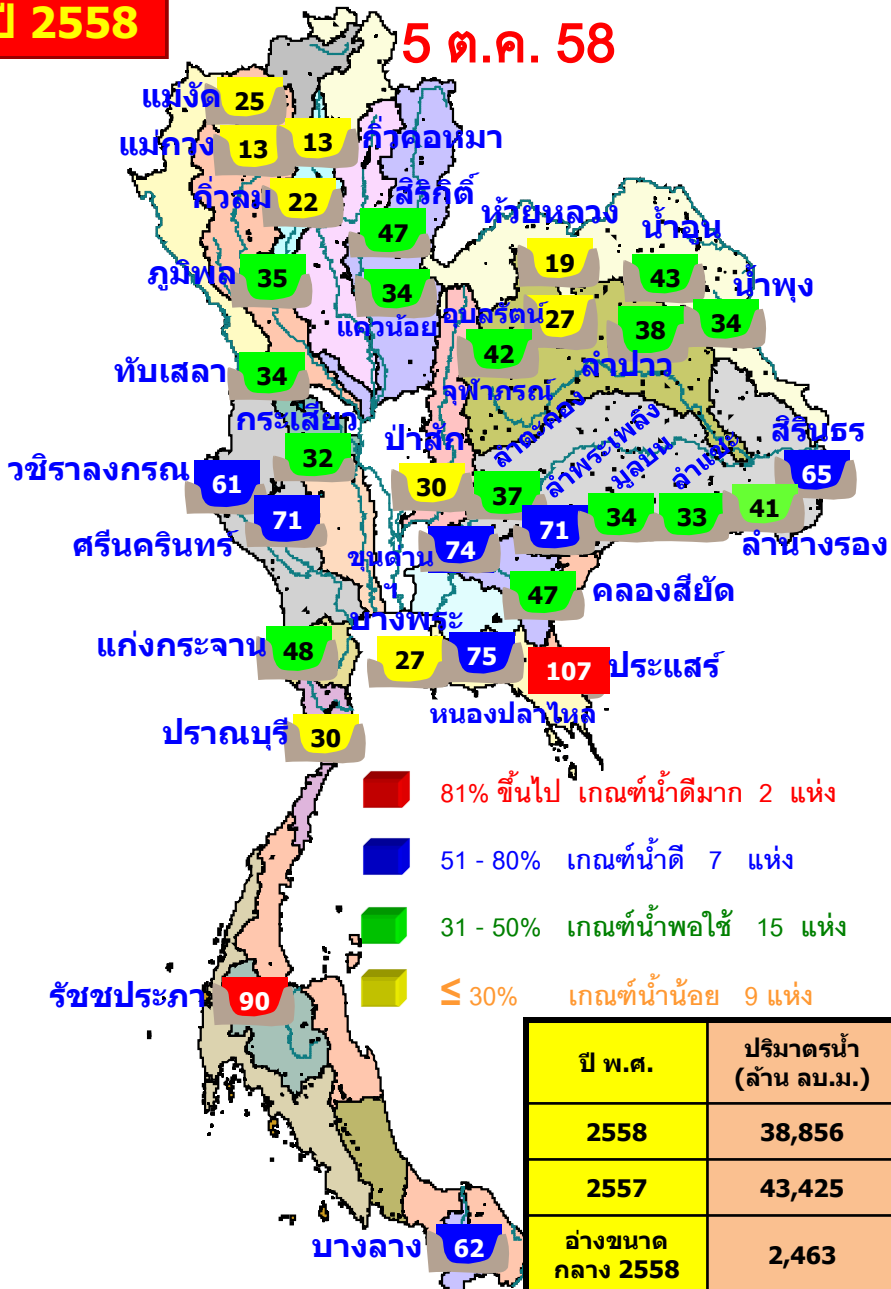 ปี 2558
5 ต.ค. 58
แม่งัด 25
แม่กวง 13
13 กิ่วคอหมา
กิ่วลม 22
สิริกิติ์
47
ห้วยหลวง
19
น้ำอูน
43
ภูมิพล 35
34
แควน้อย
อุบลรัตน์ 27
น้ำพุง
34
38
ลำปาว
42
จุฬาภรณ์
ทับเสลา 34
กระเสียว
32
ป่าสัก
30
ลำตะคอง
37
ลำพระเพลิง
71
มูลบน
34
ลำแชะ
33
สิรินธร
65
41
ลำนางรอง
วชิราลงกรณ 61
71
ศรีนครินทร์
ขุนด่าน
ฯ
74
47 คลองสียัด
บางพระ
27
75
หนองปลาไหล
แก่งกระจาน 48
107 ประแสร์
ปราณบุรี 30
81% ขึ้นไป เกณฑ์น้ำดีมาก 2 แห่ง
51 - 80% เกณฑ์น้ำดี 7 แห่ง
31 - 50% เกณฑ์น้ำพอใช้ 15 แห่ง
≤ 30% เกณฑ์น้ำน้อย 9 แห่ง
รัชชประภา 90
บางลาง 62
ปี พ.ศ. ปริมาตรน้ำ
(ล้าน ลบ.ม.)
2558 38,856
2557 43,425
อ่างขนาด
กลาง 2558 2,463